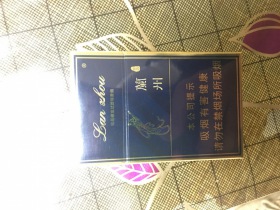 Lan zhou
蘭州
本公司提示
吸烟有害健康
请勿在禁烟场所吸烟